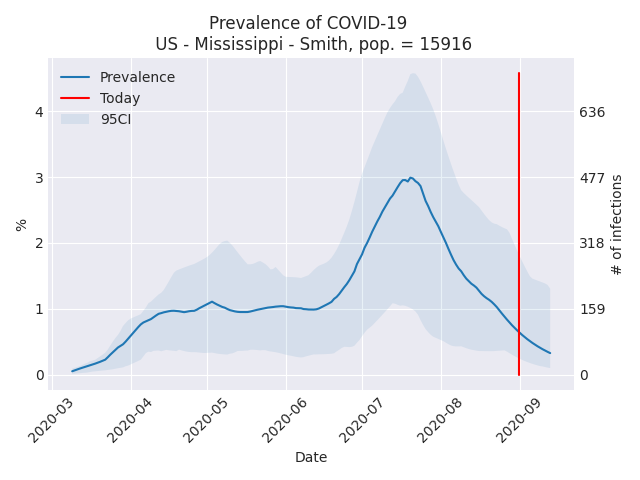 Prevalence of COVID-19
US - Mississippi - Smith, pop. = 15916
Prevalence
Today
95CI
%
4
3
2
1
0
636
477
318
159
0
# of infections
2020-03
2020-04
2020-05
2020-06
2020-07
2020-08
2020-09
Date